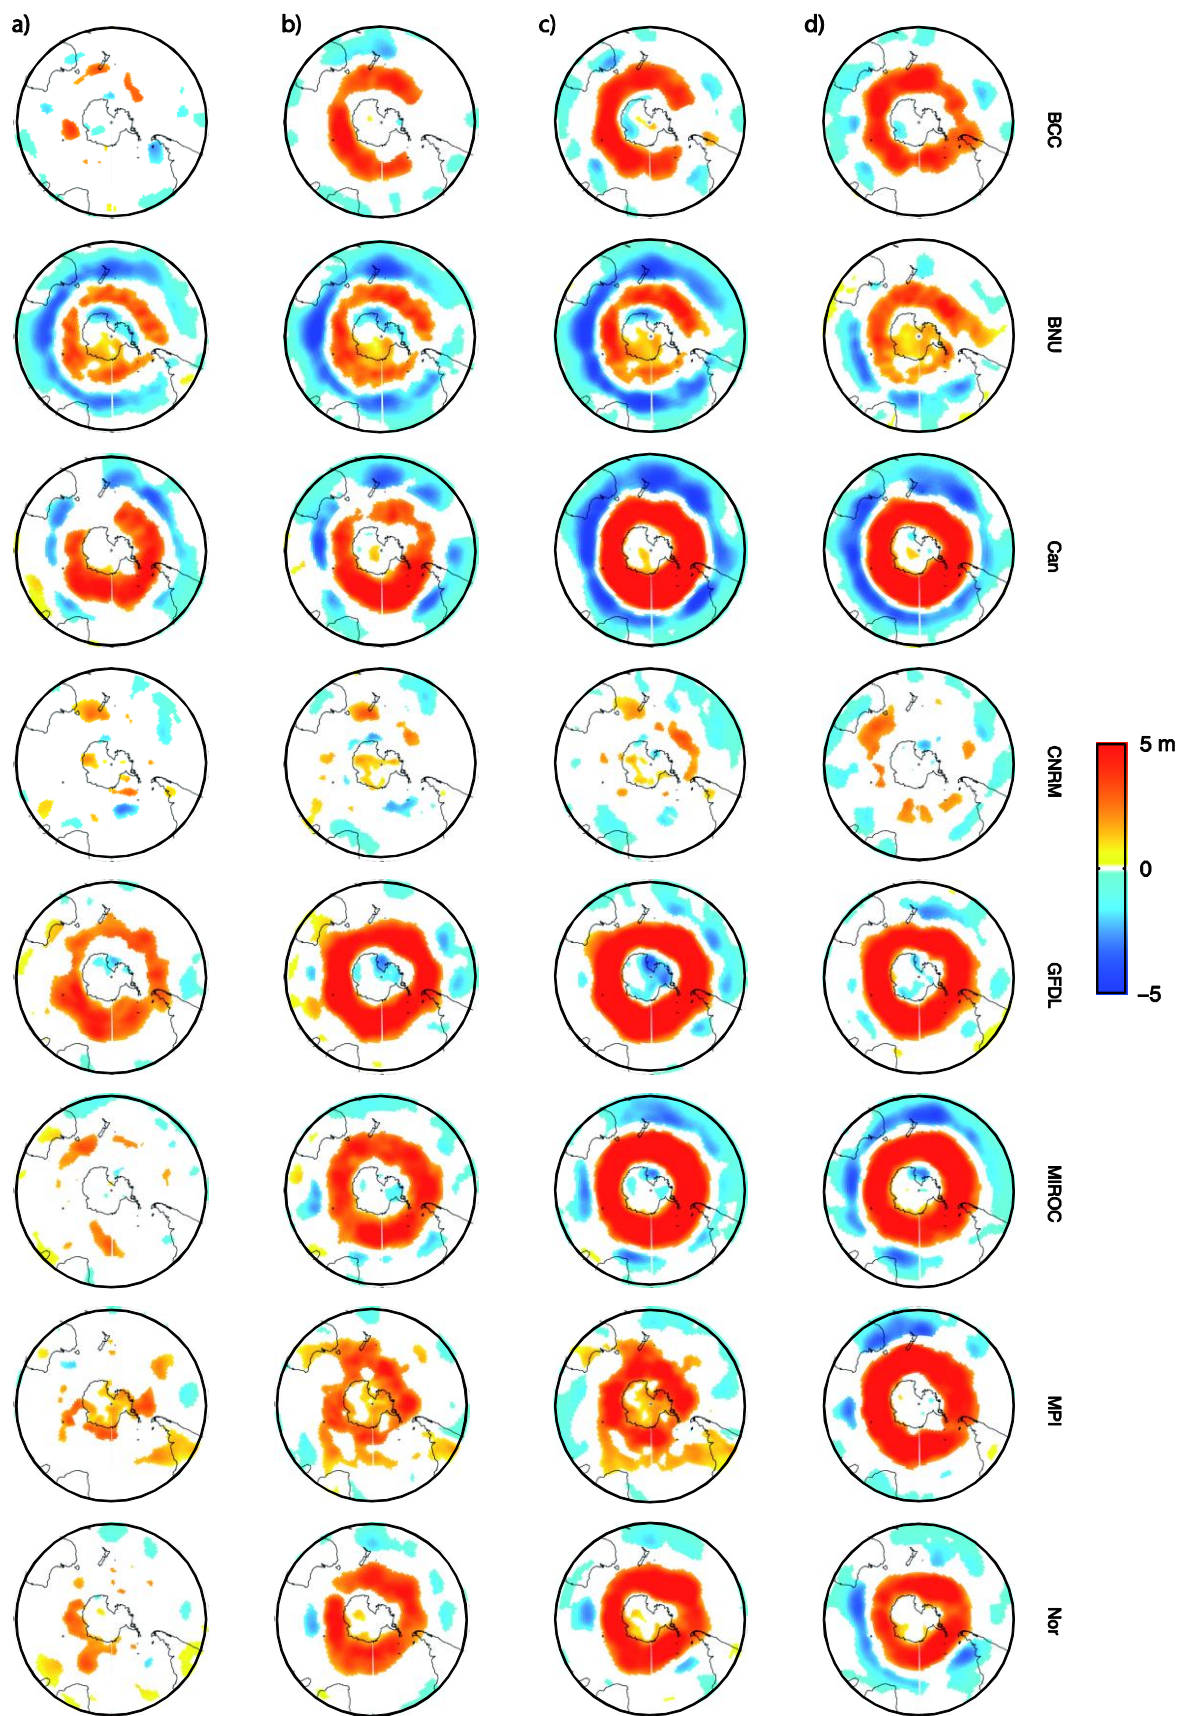 a)
b)
c)
d)
BCC
BNU
Can
CNRM
5 m
0
–5
GFDL
MIROC
MPI
Nor